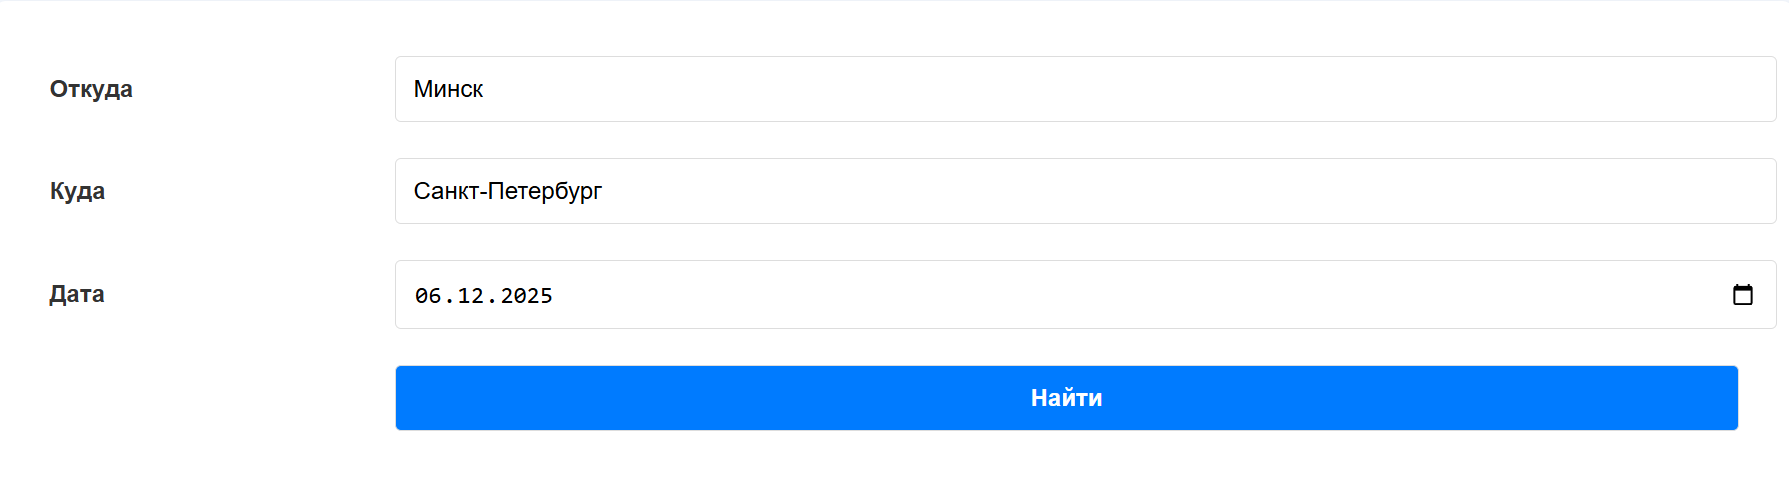 Откуда
Минск
Куда
Санкт-Петербург
Дата
06.12.2025
Найти